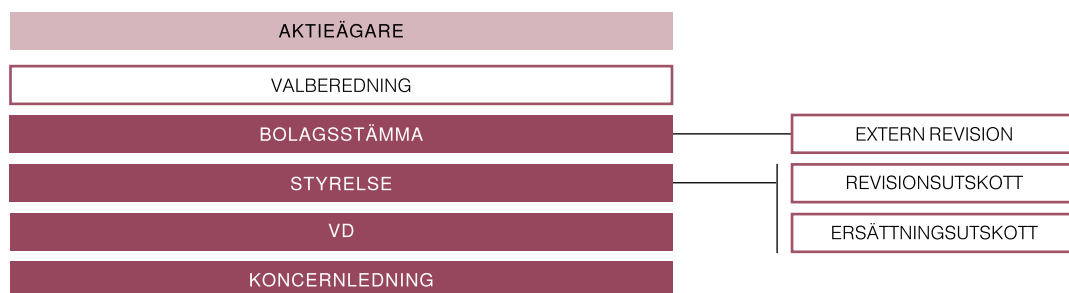 AKTIEÄGARE
VALBEREDNING
BOLAGSSTÄMMA
EXTERN REVISION
STYRELSE
REVISIONSUTSKOTT
VD
ERSÄTTNINGSUTSKOTT
KONCERNLEDNING